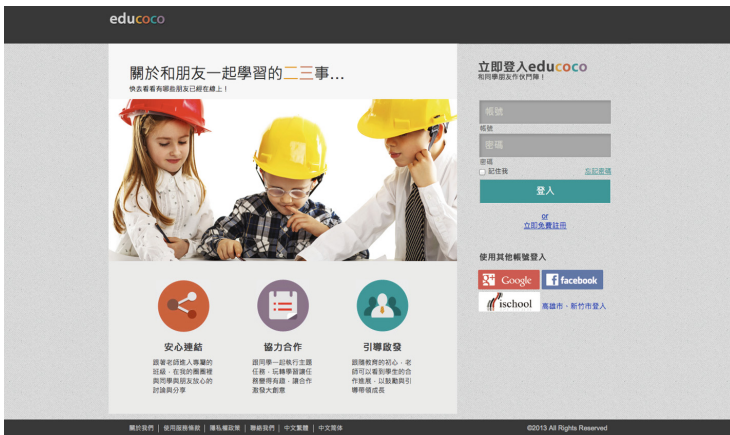 educoco
關於和朋友一起學習的二三事...
快去看看有哪些朋友已經在線上！
安心連結
跟著老師進入專屬的
班級，在我的圈圈裡
與同學與朋友放心的
討論與分享
協力合作
跟同學一起執行主題
任務，玩轉學習讓任
務變得有趣，讓合作
激發大創意
引導啟發
跟隨教育的初心，老
師可以看到學生的合
作進展，以鼓勵與引
導帶領成長
立即登入educoco
和同學朋友作伙鬥陣！
帳號
帳號
密碼
密碼
記住我 忘記密碼
登入
or
立即免費註冊
使用其他帳號登入
Google facebook
ischool 高雄市、新竹市登入
關於我們 | 使用服務條款 | 隱私權政策 | 聯絡我們 | 中文繁體 | 中文简体
©2013 All Rights Reserved